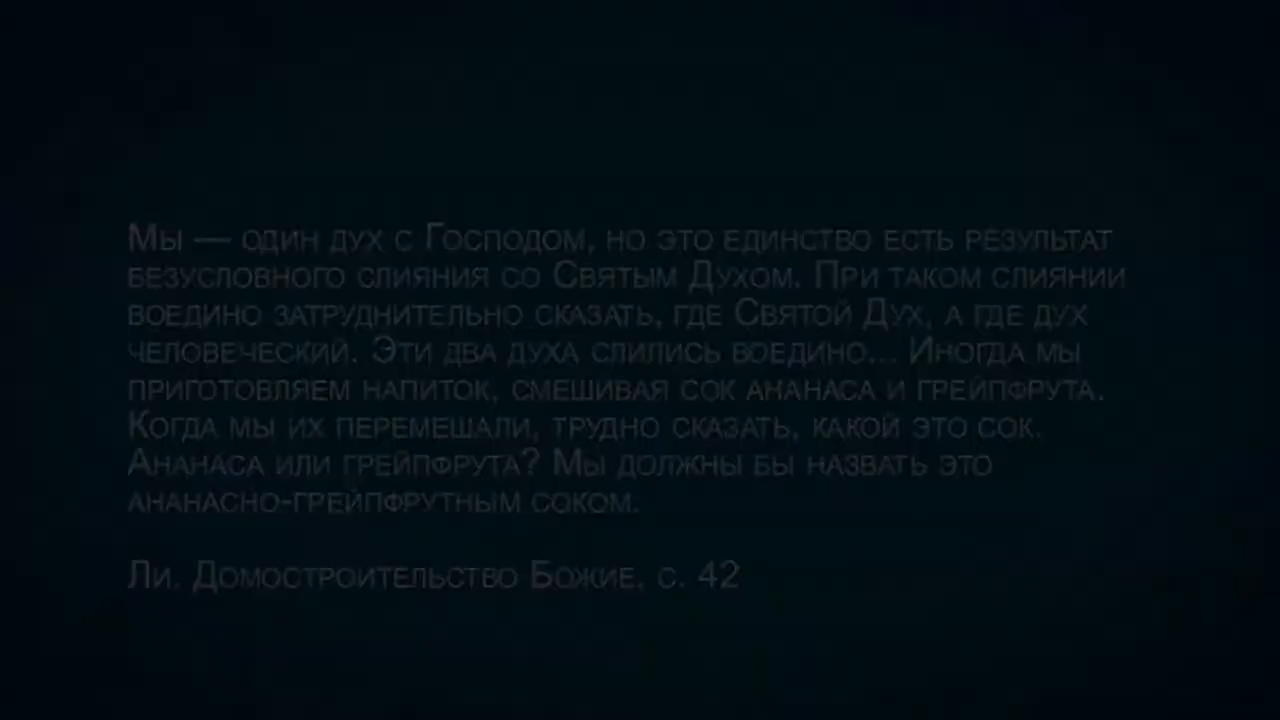 Мы — один дух с Господом, но это единство есть результат
безусловного слияния со Святым Духом. При таком слиянии
воедино затруднительно сказать, где Святой Дух, а где дух
человеческий. Эти два духа слились воедино... Иногда мы
приготовляем напиток, смешивая сок ананаса и грейпфрута.
Когда мы их перемешали, трудно сказать, какой это сок.
Ананаса или грейпфрута? Мы должны бы назвать это
ананасно-грейпфрутным соком.
Ли. Домостроительство Божие, с. 42